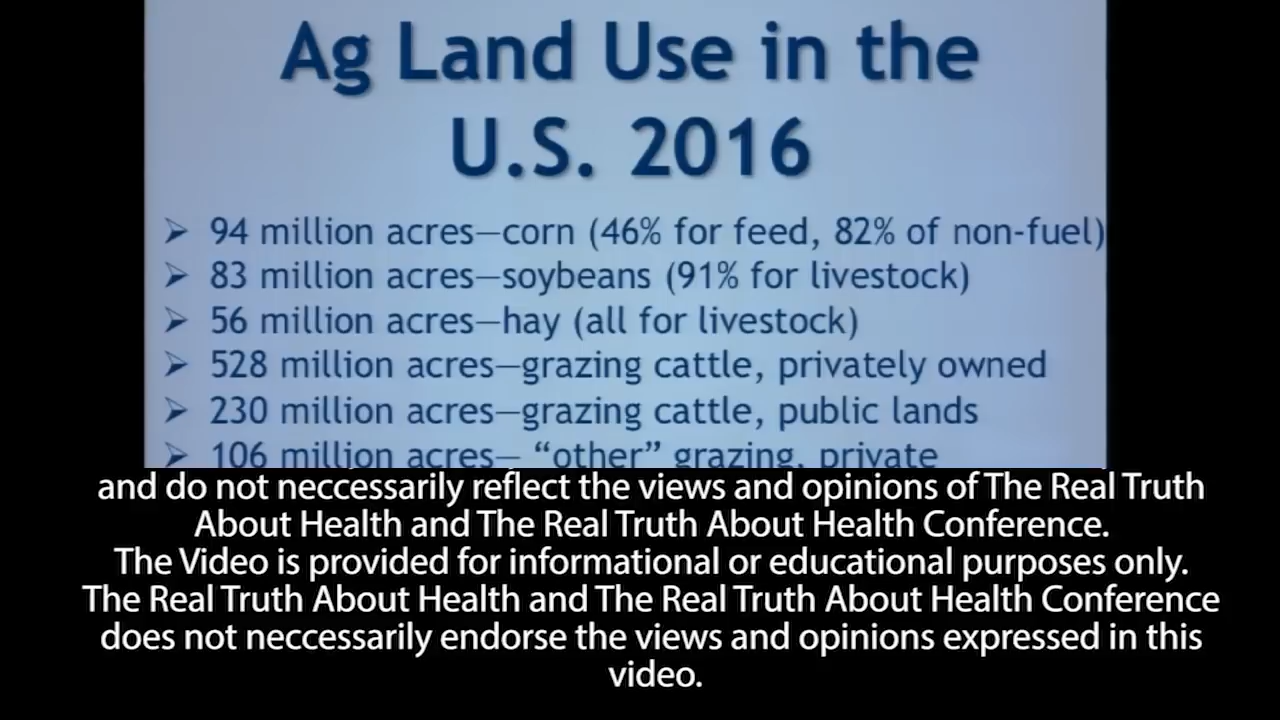 Ag Land Use in the
U.S. 2016
➢ 94 million acres—corn (46% for feed, 82% of non-fuel)
➢ 83 million acres—soybeans (91% for livestock)
➢ 56 million acres—hay (all for livestock)
➢ 528 million acres—grazing cattle, privately owned
➢ 230 million acres—grazing cattle, public lands
➢ 106 million acres— “other” grazing, private
and do not neccessarily reflect the views and opinions of The Real Truth
About Health and The Real Truth About Health Conference.
The Video is provided for informational or educational purposes only.
The Real Truth About Health and The Real Truth About Health Conference
does not neccessarily endorse the views and opinions expressed in this
video.